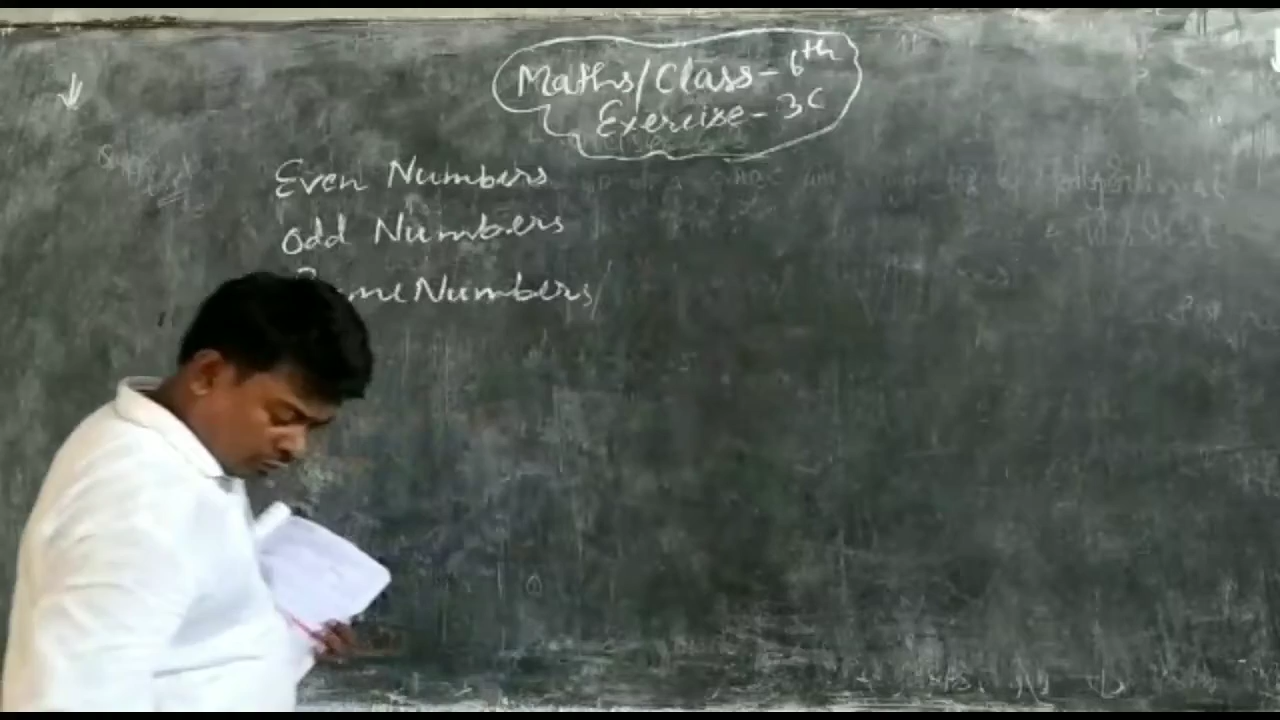 Maths/Class-6th
Exercise-3C
Even Numbers
Odd Numbers
Prime Numbers